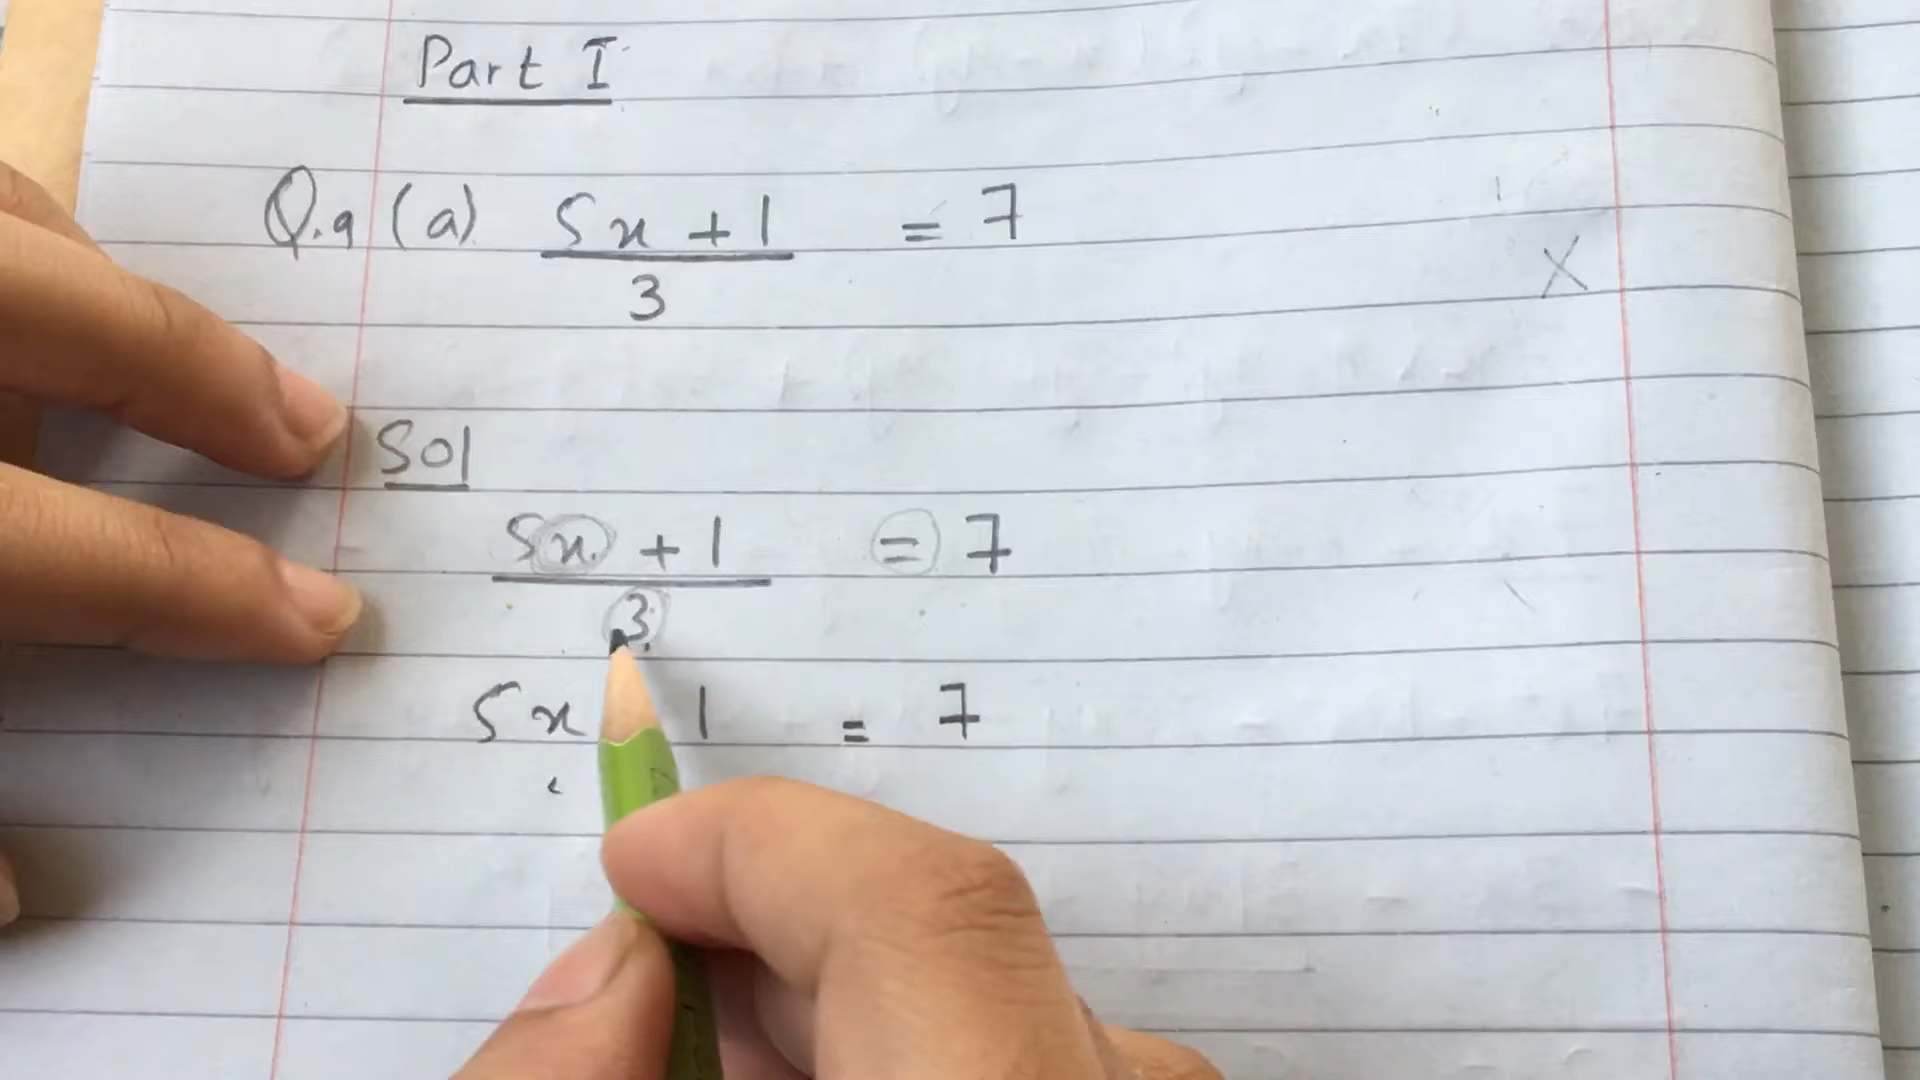 Part I
Q.9 (a) 5x + 1 = 7
3
Sol
5x + 1 = 7
3
5x 1 = 7